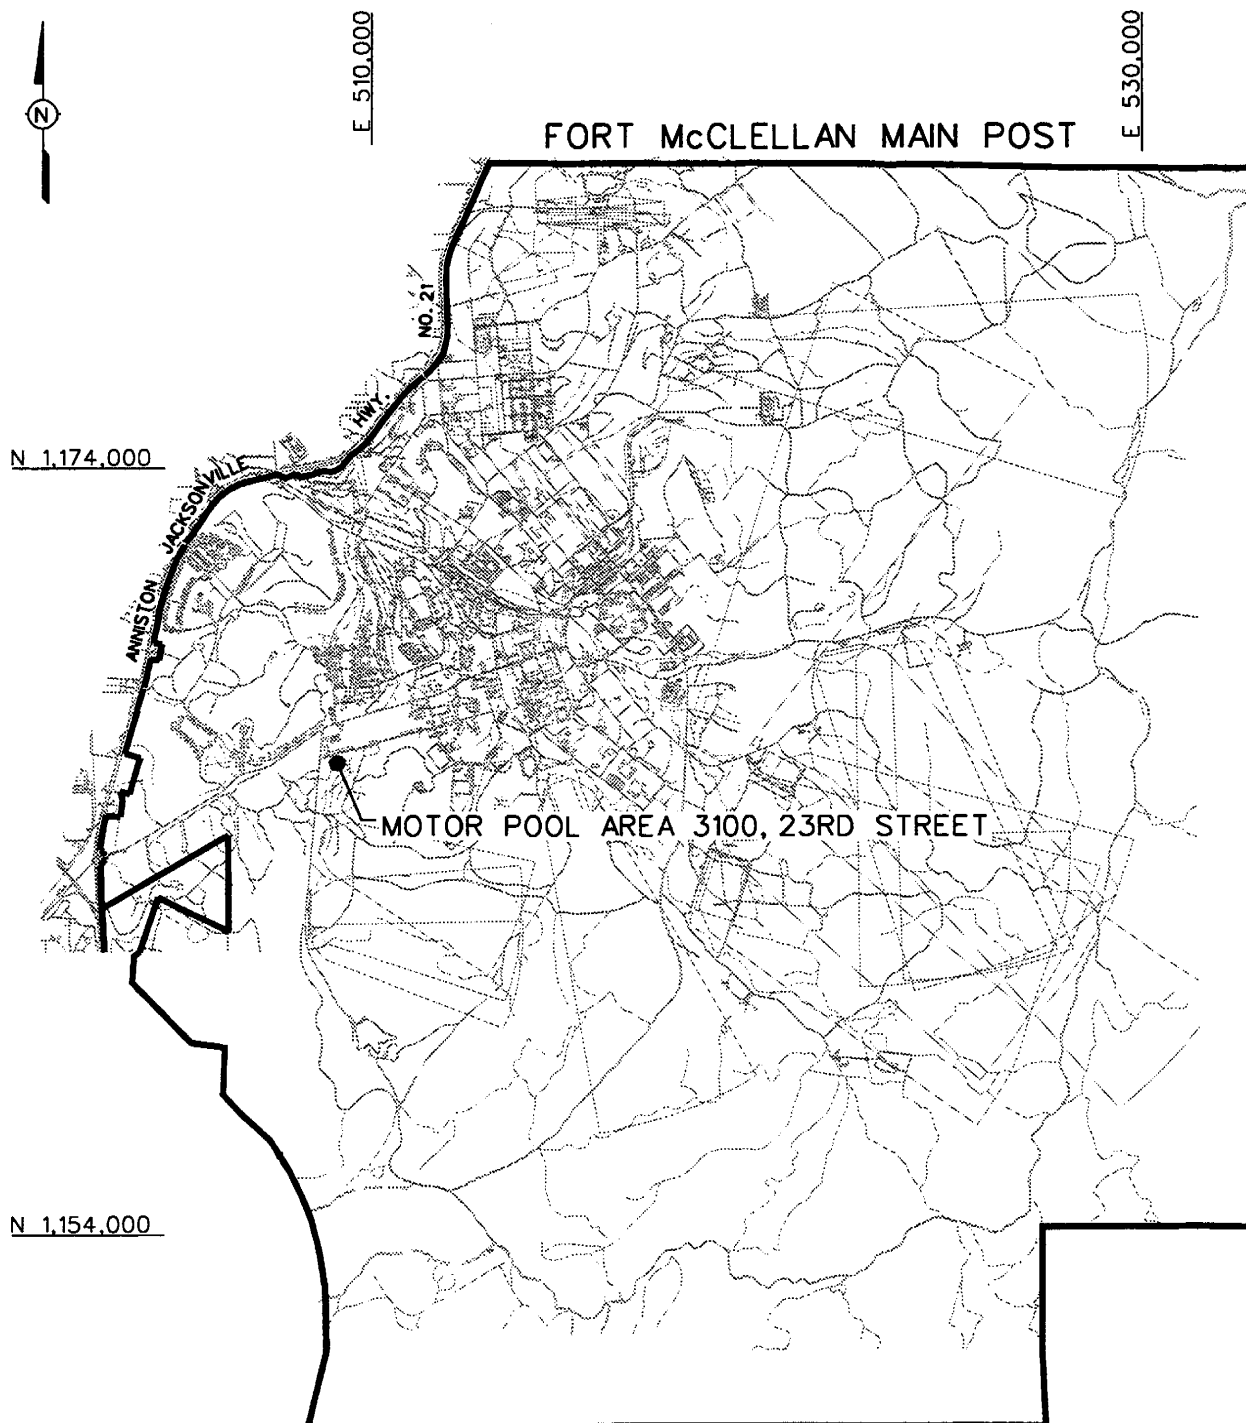 E 510,000
E 530,000
N
FORT McCLELLAN MAIN POST
NO. 21
HWY.
N 1,174,000
JACKSONVILLE
ANNISTON
MOTOR POOL AREA 3100, 23RD STREET
N 1,154,000